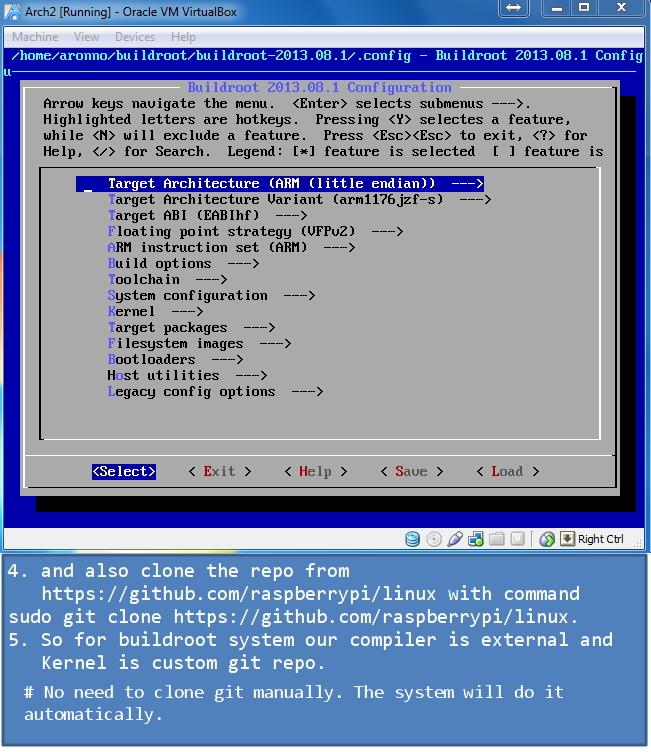 Arch2 [Running] - Oracle VM VirtualBox
Machine View Devices Help
/home/aronno/buildroot/buildroot-2013.08.1/.config - Buildroot 2013.08.1 Config
u
Buildroot 2013.08.1 Configuration
Arrow keys navigate the menu. <Enter> selects submenus --->.
Highlighted letters are hotkeys. Pressing <Y> selectes a feature,
while <N> will exclude a feature. Press <Esc><Esc> to exit, <?> for
Help, </> for Search. Legend: [*] feature is selected [ ] feature is
Target Architecture (ARM (little endian)) --->
Target Architecture Variant (arm1176jzf-s) --->
Target ABI (EABIhf) --->
Floating point strategy (VFPv2) --->
ARM instruction set (ARM) --->
Build options --->
Toolchain --->
System configuration --->
Kernel --->
Target packages --->
Filesystem images --->
Bootloaders --->
Host utilities --->
Legacy config options --->
<Select> < Exit > < Help > < Save > < Load >
Right Ctrl
4. and also clone the repo from
https://github.com/raspberrypi/linux with command
sudo git clone https://github.com/raspberrypi/linux.
5. So for buildroot system our compiler is external and
Kernel is custom git repo.
# No need to clone git manually. The system will do it
automatically.